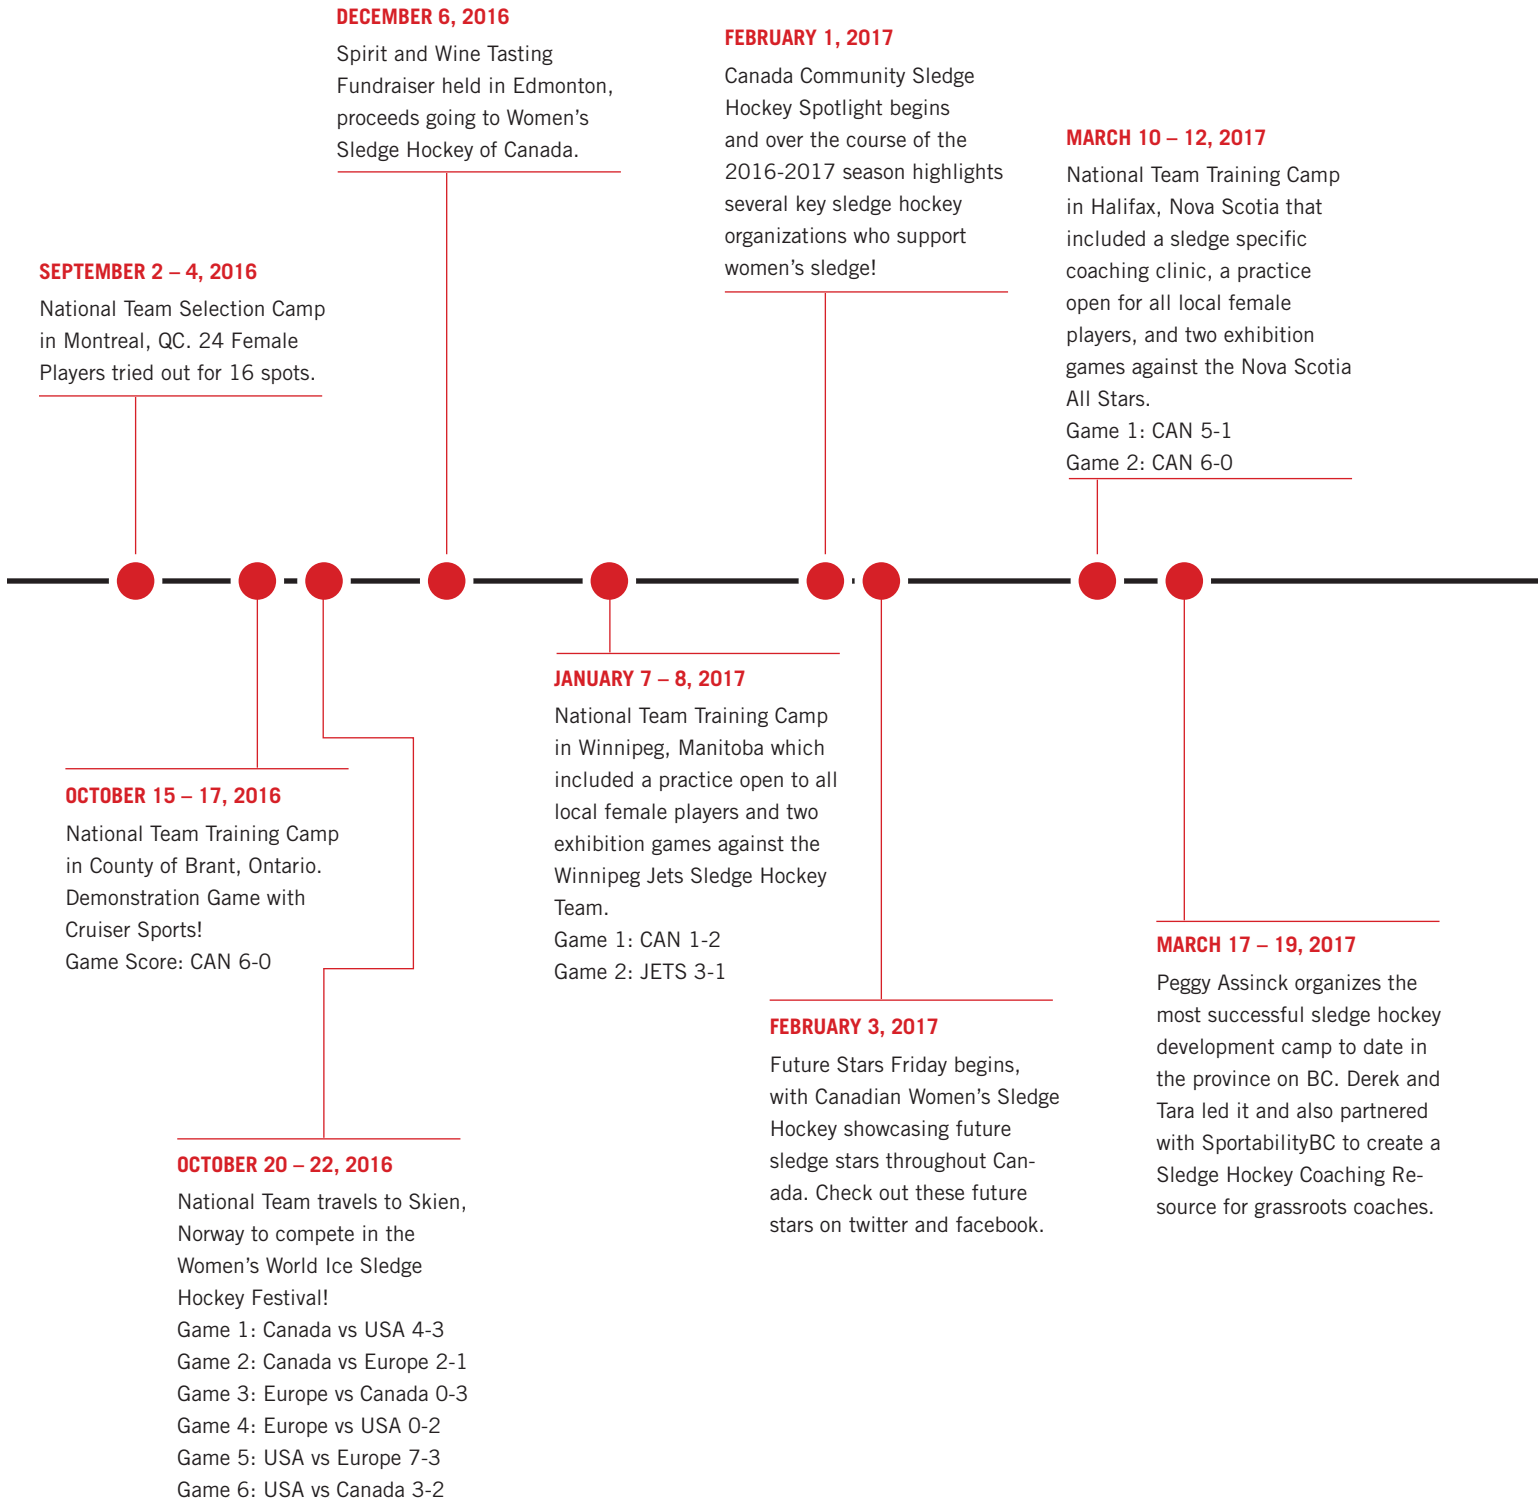 SEPTEMBER 2 – 4, 2016
National Team Selection Camp
in Montreal, QC. 24 Female
Players tried out for 16 spots.
OCTOBER 15 – 17, 2016
National Team Training Camp
in County of Brant, Ontario.
Demonstration Game with
Cruiser Sports!
Game Score: CAN 6-0
OCTOBER 20 – 22, 2016
National Team travels to Skien,
Norway to compete in the
Women’s World Ice Sledge
Hockey Festival!
Game 1: Canada vs USA 4-3
Game 2: Canada vs Europe 2-1
Game 3: Europe vs Canada 0-3
Game 4: Europe vs USA 0-2
Game 5: USA vs Europe 7-3
Game 6: USA vs Canada 3-2
DECEMBER 6, 2016
Spirit and Wine Tasting
Fundraiser held in Edmonton,
proceeds going to Women’s
Sledge Hockey of Canada.
JANUARY 7 – 8, 2017
National Team Training Camp
in Winnipeg, Manitoba which
included a practice open to all
local female players and two
exhibition games against the
Winnipeg Jets Sledge Hockey
Team.
Game 1: CAN 1-2
Game 2: JETS 3-1
FEBRUARY 1, 2017
Canada Community Sledge
Hockey Spotlight begins
and over the course of the
2016-2017 season highlights
several key sledge hockey
organizations who support
women’s sledge!
FEBRUARY 3, 2017
Future Stars Friday begins,
with Canadian Women’s Sledge
Hockey showcasing future
sledge stars throughout Can-
ada. Check out these future
stars on twitter and facebook.
MARCH 10 – 12, 2017
National Team Training Camp
in Halifax, Nova Scotia that
included a sledge specific
coaching clinic, a practice
open for all local female
players, and two exhibition
games against the Nova Scotia
All Stars.
Game 1: CAN 5-1
Game 2: CAN 6-0
MARCH 17 – 19, 2017
Peggy Assinck organizes the
most successful sledge hockey
development camp to date in
the province on BC. Derek and
Tara led it and also partnered
with SportabilityBC to create a
Sledge Hockey Coaching Re-
source for grassroots coaches.